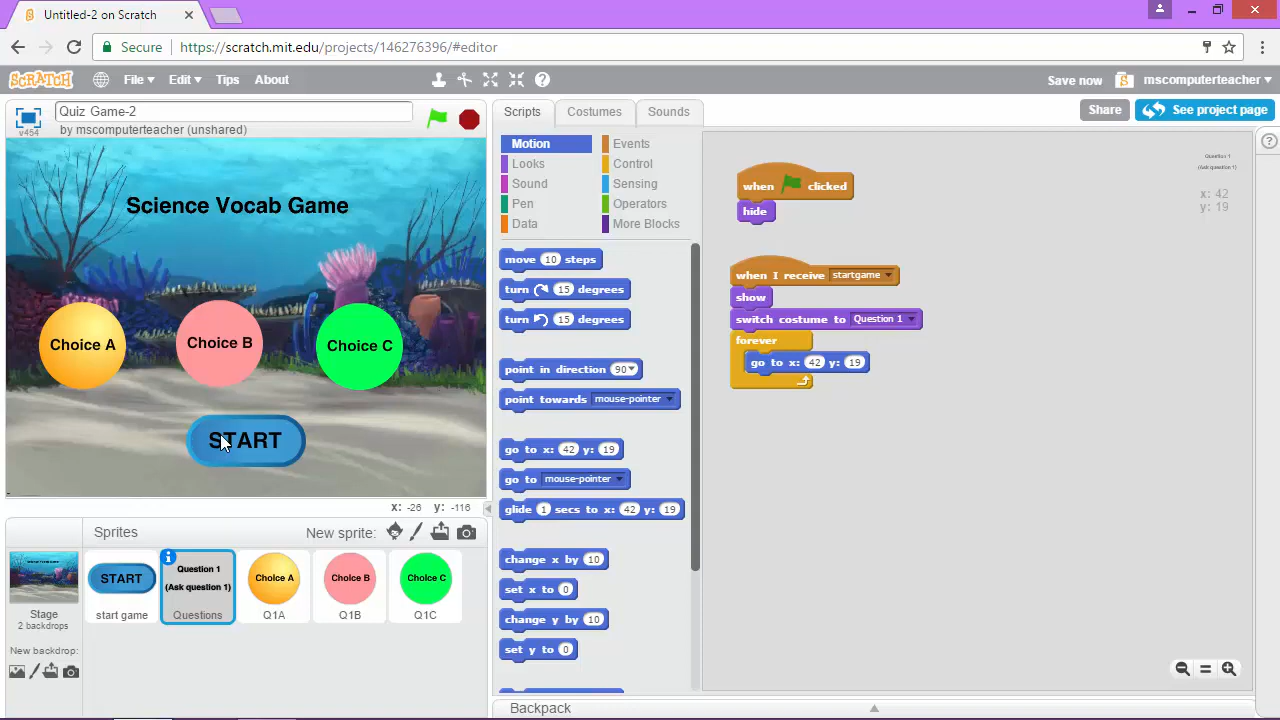 Untitled-2 on Scratch
Secure https://scratch.mit.edu/projects/146276396/#editor
SCRATCH File Edit Tips About Save now mscomputerteacher
Quiz Game-2
v454 by mscomputerteacher (unshared)
Scripts Costumes Sounds
Share See project page
Science Vocab Game
Choice A Choice B Choice C
START
x: -26 y: -116
Motion Events
Looks Control
Sound Sensing
Pen Operators
Data More Blocks
move 10 steps
turn 15 degrees
turn 15 degrees
point in direction 90
point towards mouse-pointer
go to x: 42 y: 19
go to mouse-pointer
glide 1 secs to x: 42 y: 19
change x by 10
set x to 0
change y by 10
set y to 0
when clicked
hide
when I receive startgame
show
switch costume to Question 1
forever
go to x: 42 y: 19
Question 1
(Ask question 1)
x: 42
y: 19
Sprites New sprite:
START
Question 1
(Ask question 1)
Choice A
Choice B
Choice C
Stage
2 backdrops
New backdrop:
start game Questions Q1A Q1B Q1C
Backpack